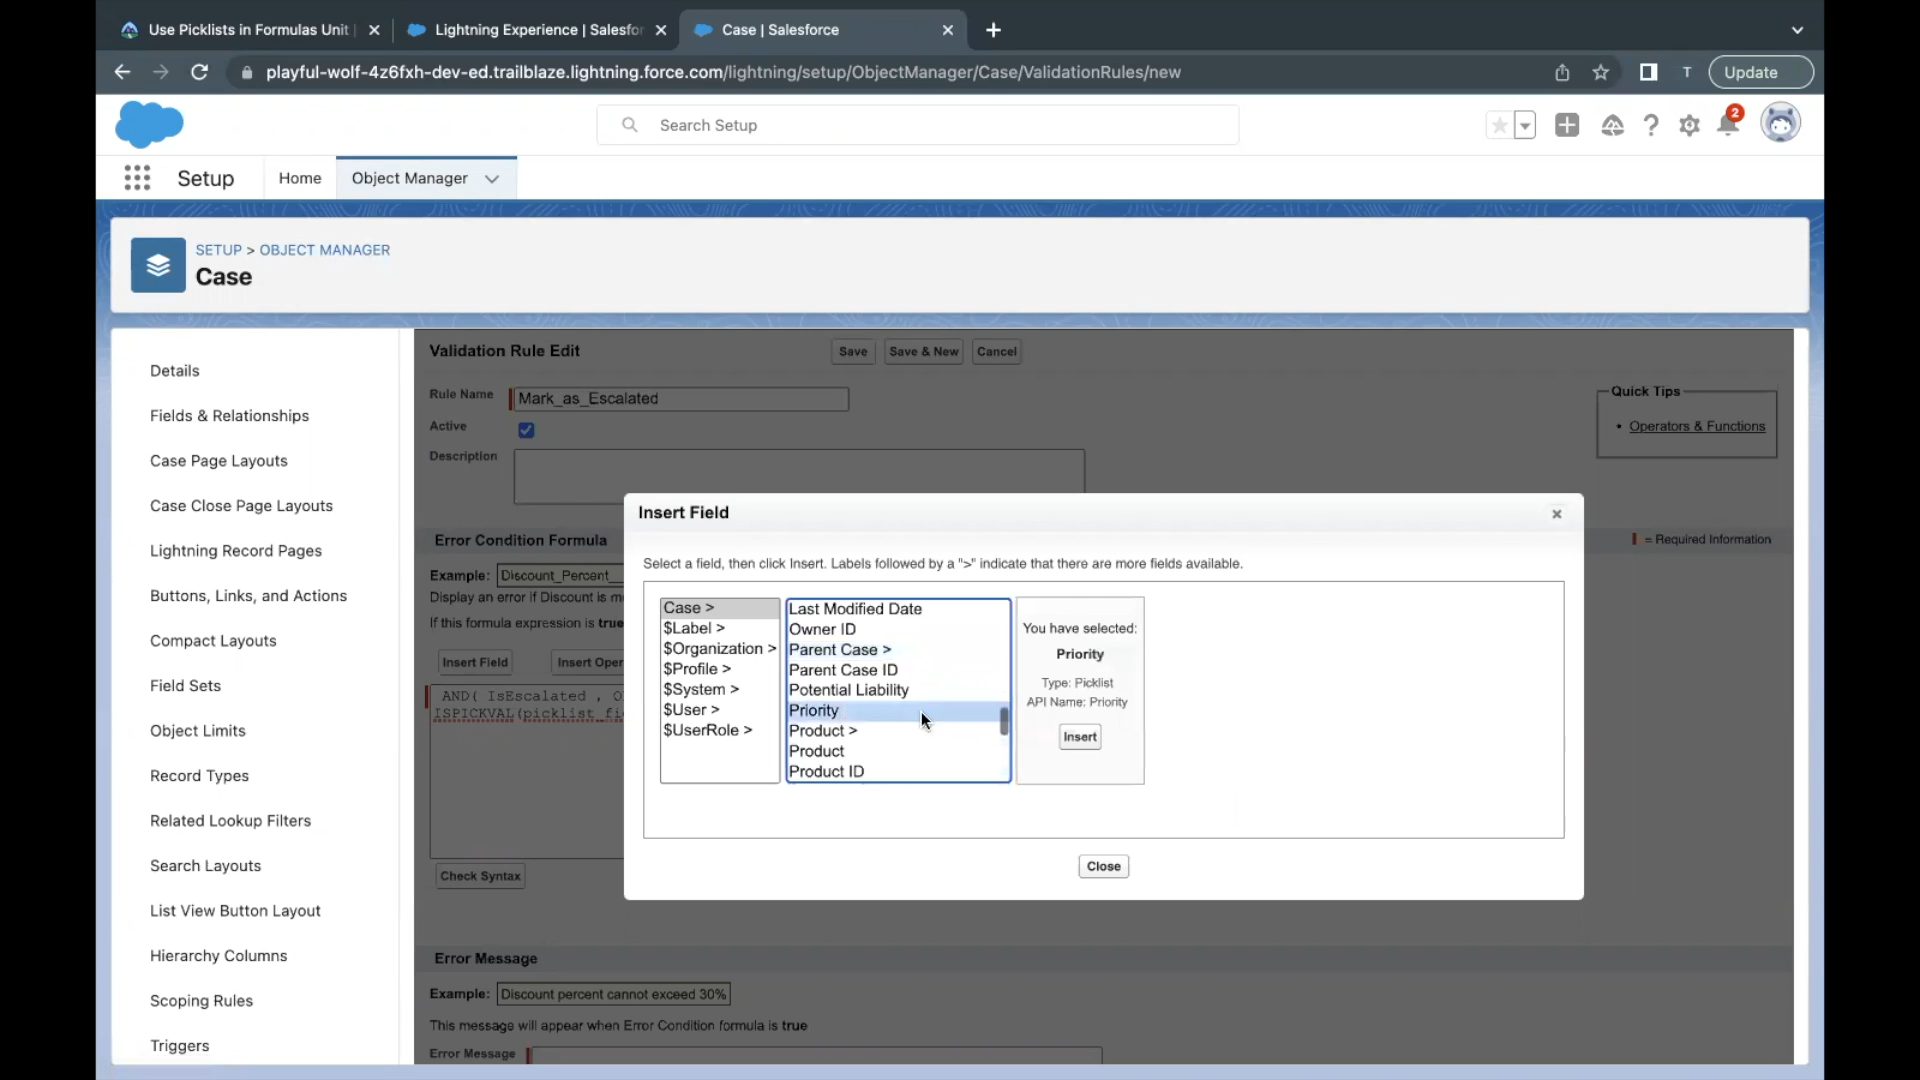 Use Picklists in Formulas Unit
Lightning Experience | Salesfor
Case | Salesforce
playful-wolf-4z6fxh-dev-ed.trailblaze.lightning.force.com/lightning/setup/ObjectManager/Case/ValidationRules/new
T
Update
Search Setup
2
Setup
Home
Object Manager
SETUP > OBJECT MANAGER
Case
Details
Fields & Relationships
Case Page Layouts
Case Close Page Layouts
Lightning Record Pages
Buttons, Links, and Actions
Compact Layouts
Field Sets
Object Limits
Record Types
Related Lookup Filters
Search Layouts
List View Button Layout
Hierarchy Columns
Scoping Rules
Triggers
Validation Rule Edit
Save
Save & New
Cancel
Rule Name
Mark_as_Escalated
Active
Description
Quick Tips
• Operators & Functions
Error Condition Formula
= Required Information
Example: Discount_Percent__
Display an error if Discount is m
If this formula expression is true
Insert Field
Insert Oper
AND( IsEscalated , O
ISPICKVAL(picklist_fi
Check Syntax
Insert Field
Select a field, then click Insert. Labels followed by a ">" indicate that there are more fields available.
Case >
$Label >
$Organization >
$Profile >
$System >
$User >
$UserRole >
Last Modified Date
Owner ID
Parent Case >
Parent Case ID
Potential Liability
Priority
Product >
Product
Product ID
You have selected:
Priority
Type: Picklist
API Name: Priority
Insert
Close
Error Message
Example: Discount percent cannot exceed 30%
This message will appear when Error Condition formula is true
Error Message